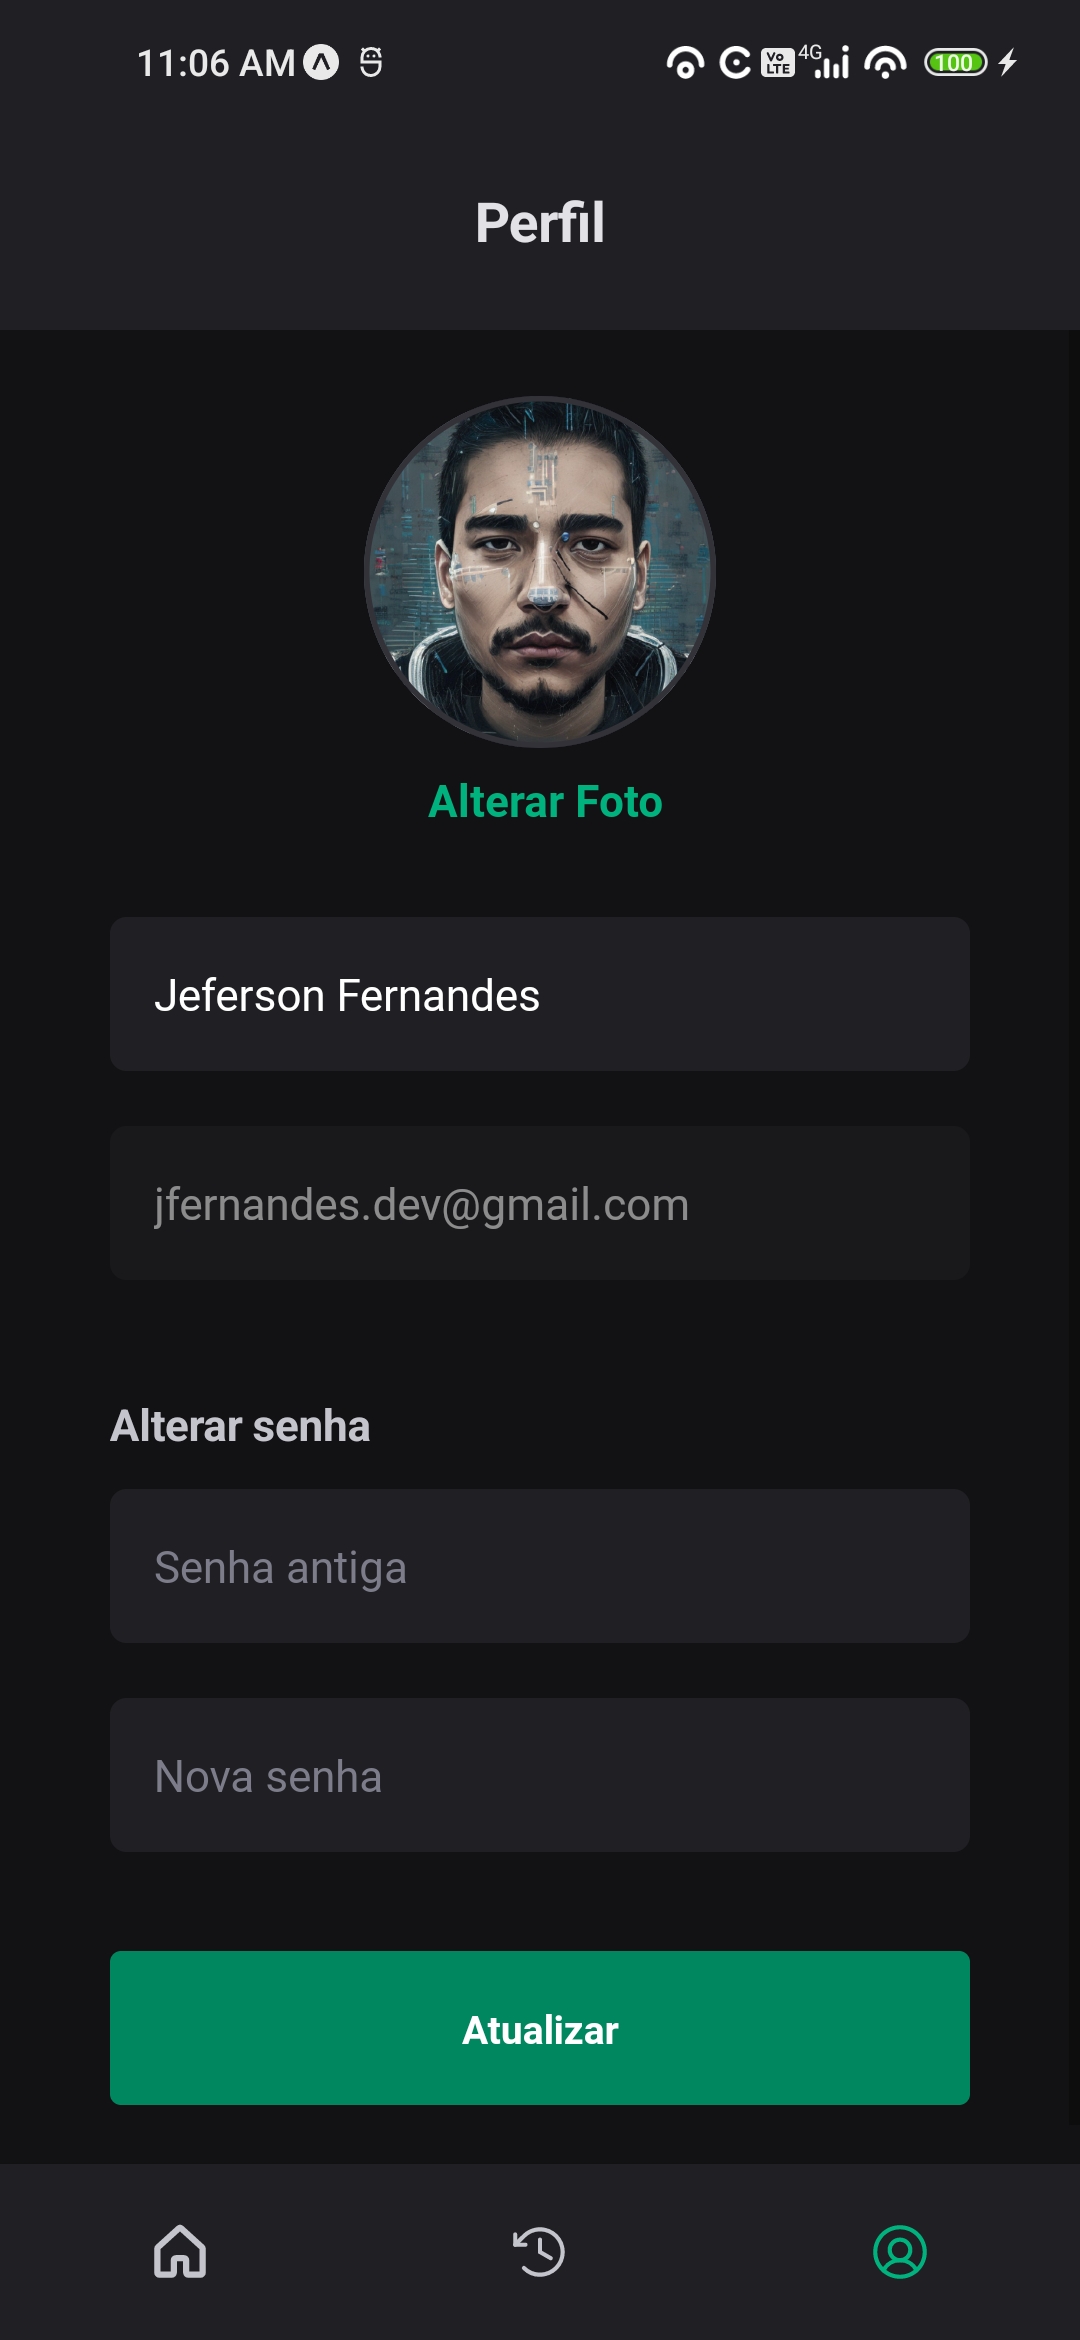 11:06 AM
Vo LTE 4G 100
Perfil
Alterar Foto
Jeferson Fernandes
jfernandes.dev@gmail.com
Alterar senha
Senha antiga
Nova senha
Atualizar